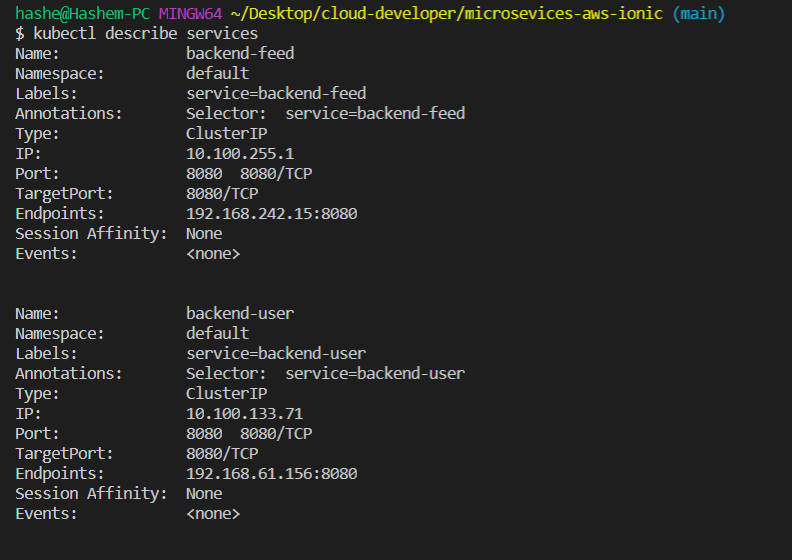 hashe@Hashem-PC MINGW64 ~/Desktop/cloud-developer/microsevices-aws-ionic (main)
$ kubectl describe services
Name:              backend-feed
Namespace:         default
Labels:            service=backend-feed
Annotations:       Selector:  service=backend-feed
Type:              ClusterIP
IP:                10.100.255.1
Port:              8080  8080/TCP
TargetPort:        8080/TCP
Endpoints:         192.168.242.15:8080
Session Affinity:  None
Events:            <none>
Name:              backend-user
Namespace:         default
Labels:            service=backend-user
Annotations:       Selector:  service=backend-user
Type:              ClusterIP
IP:                10.100.133.71
Port:              8080  8080/TCP
TargetPort:        8080/TCP
Endpoints:         192.168.61.156:8080
Session Affinity:  None
Events:            <none>